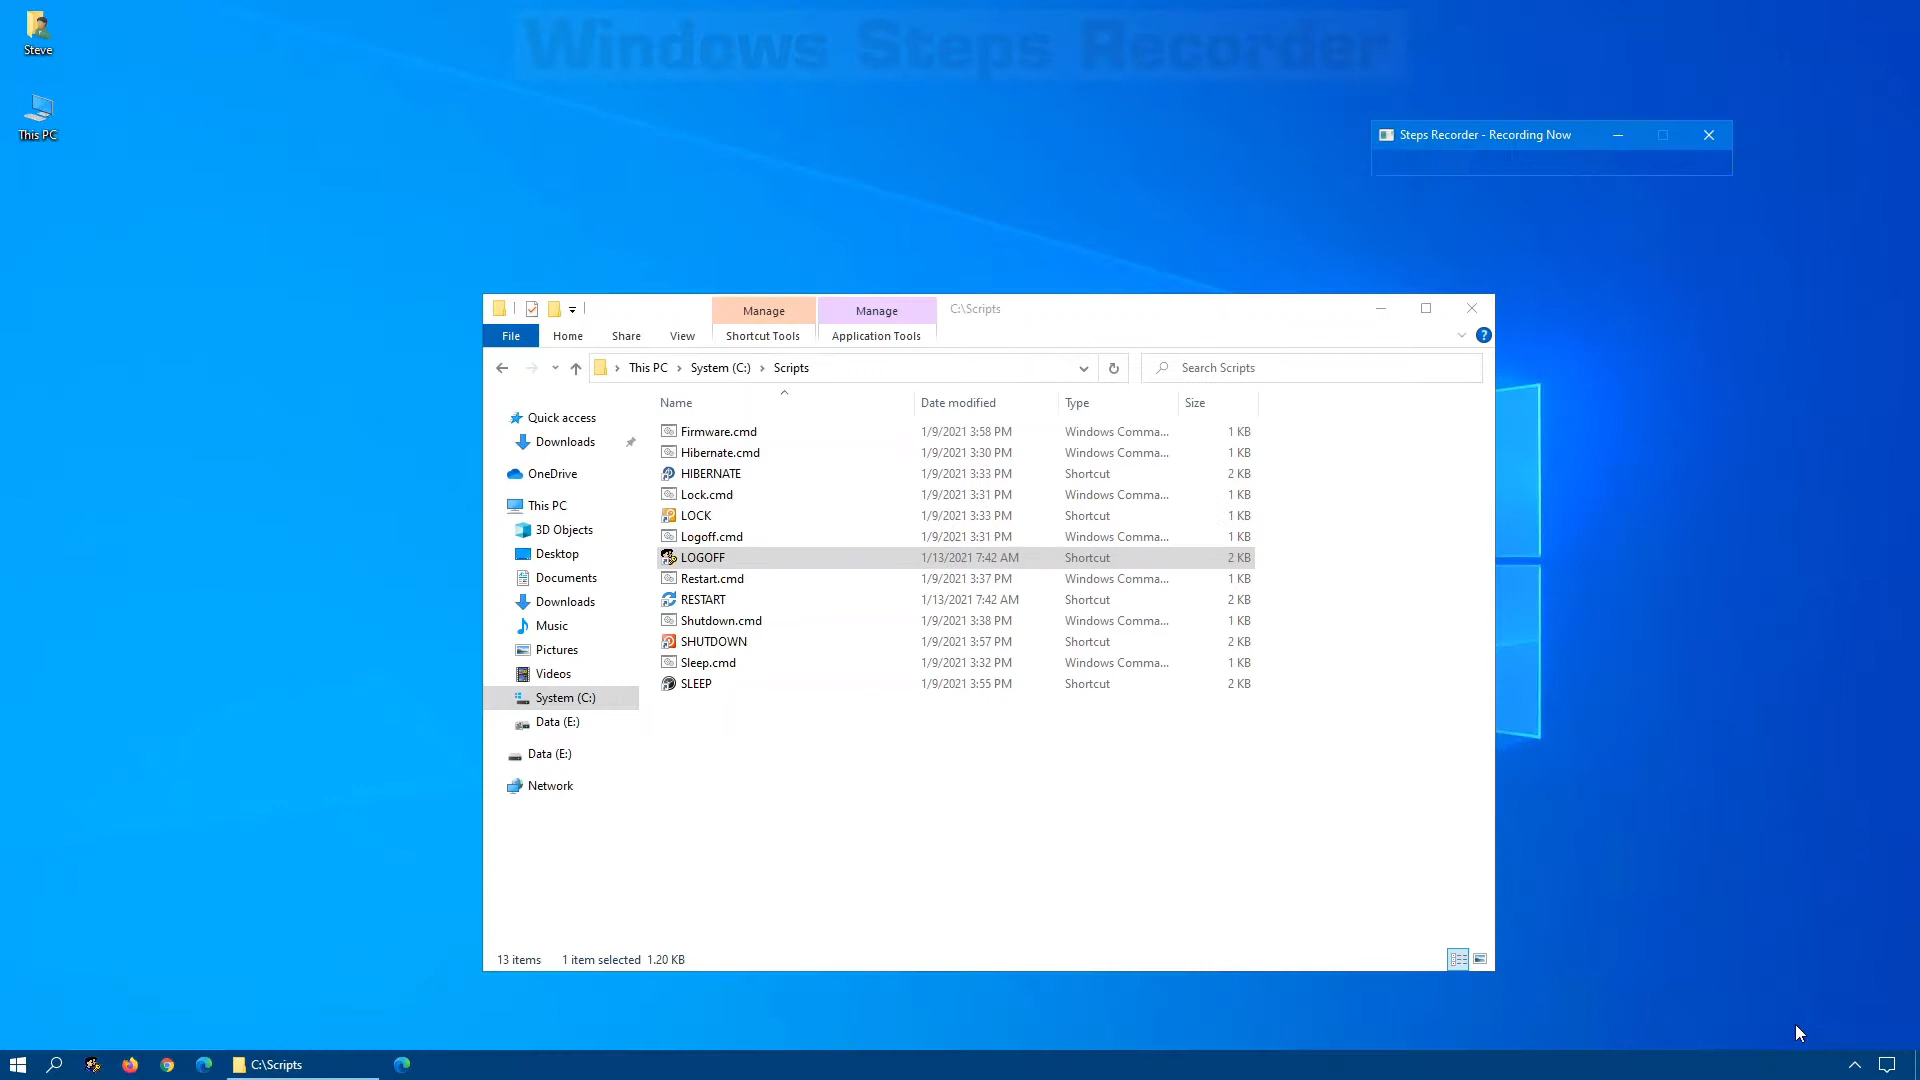 Windows Steps Recorder
Steve
This PC
Steps Recorder - Recording Now
Manage Manage C:\Scripts
File Home Share View Shortcut Tools Application Tools
This PC System (C:) Scripts Search Scripts
Name Date modified Type Size
Quick access
Downloads
OneDrive
This PC
3D Objects
Desktop
Documents
Downloads
Music
Pictures
Videos
System (C:)
Data (E:)
Data (E:)
Network
Firmware.cmd 1/9/2021 3:58 PM Windows Comma... 1 KB
Hibernate.cmd 1/9/2021 3:30 PM Windows Comma... 1 KB
HIBERNATE 1/9/2021 3:33 PM Shortcut 2 KB
Lock.cmd 1/9/2021 3:31 PM Windows Comma... 1 KB
LOCK 1/9/2021 3:33 PM Shortcut 1 KB
Logoff.cmd 1/9/2021 3:31 PM Windows Comma... 1 KB
LOGOFF 1/13/2021 7:42 AM Shortcut 2 KB
Restart.cmd 1/9/2021 3:37 PM Windows Comma... 1 KB
RESTART 1/13/2021 7:42 AM Shortcut 2 KB
Shutdown.cmd 1/9/2021 3:38 PM Windows Comma... 1 KB
SHUTDOWN 1/9/2021 3:57 PM Shortcut 2 KB
Sleep.cmd 1/9/2021 3:32 PM Windows Comma... 1 KB
SLEEP 1/9/2021 3:55 PM Shortcut 2 KB
13 items 1 item selected 1.20 KB
C:\Scripts